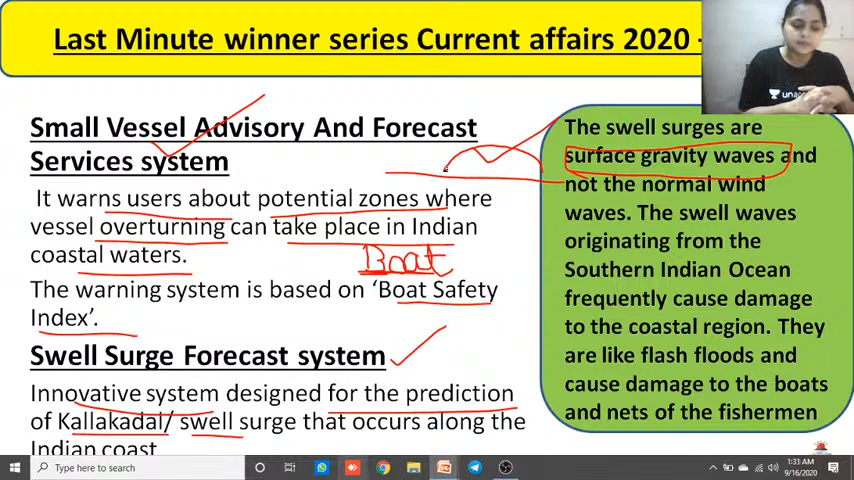 Last Minute winner series Current affairs 2020 -
Small Vessel Advisory And Forecast
Services system
It warns users about potential zones where
vessel overturning can take place in Indian
coastal waters.
Boat
The warning system is based on ‘Boat Safety
Index’.
Swell Surge Forecast system
Innovative system designed for the prediction
of Kallakadal/ swell surge that occurs along the
Indian coast
The swell surges are
surface gravity waves and
not the normal wind
waves. The swell waves
originating from the
Southern Indian Ocean
frequently cause damage
to the coastal region. They
are like flash floods and
cause damage to the boats
and nets of the fishermen
unac
Type here to search
1:31 AM
9/16/2020